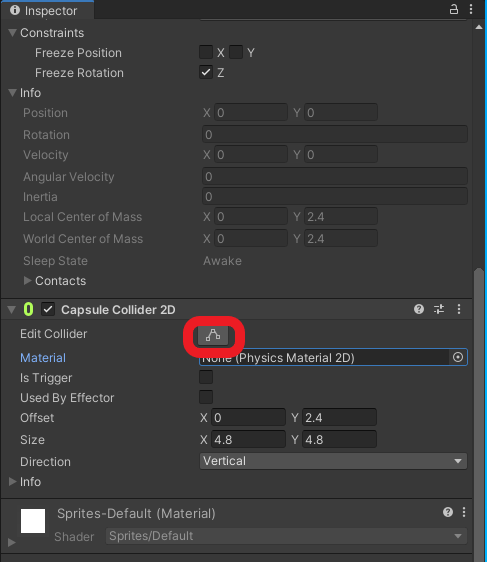 Inspector
Constraints
Freeze Position X Y
Freeze Rotation Z
Info
Position X 0 Y 0
Rotation 0
Velocity X 0 Y 0
Angular Velocity 0
Inertia 0
Local Center of Mass X 0 Y 2.4
World Center of Mass X 0 Y 2.4
Sleep State Awake
Contacts
Capsule Collider 2D
Edit Collider
Material None (Physics Material 2D)
Is Trigger
Used By Effector
Offset X 0 Y 2.4
Size X 4.8 Y 4.8
Direction Vertical
Info
Sprites-Default (Material)
Shader Sprites/Default